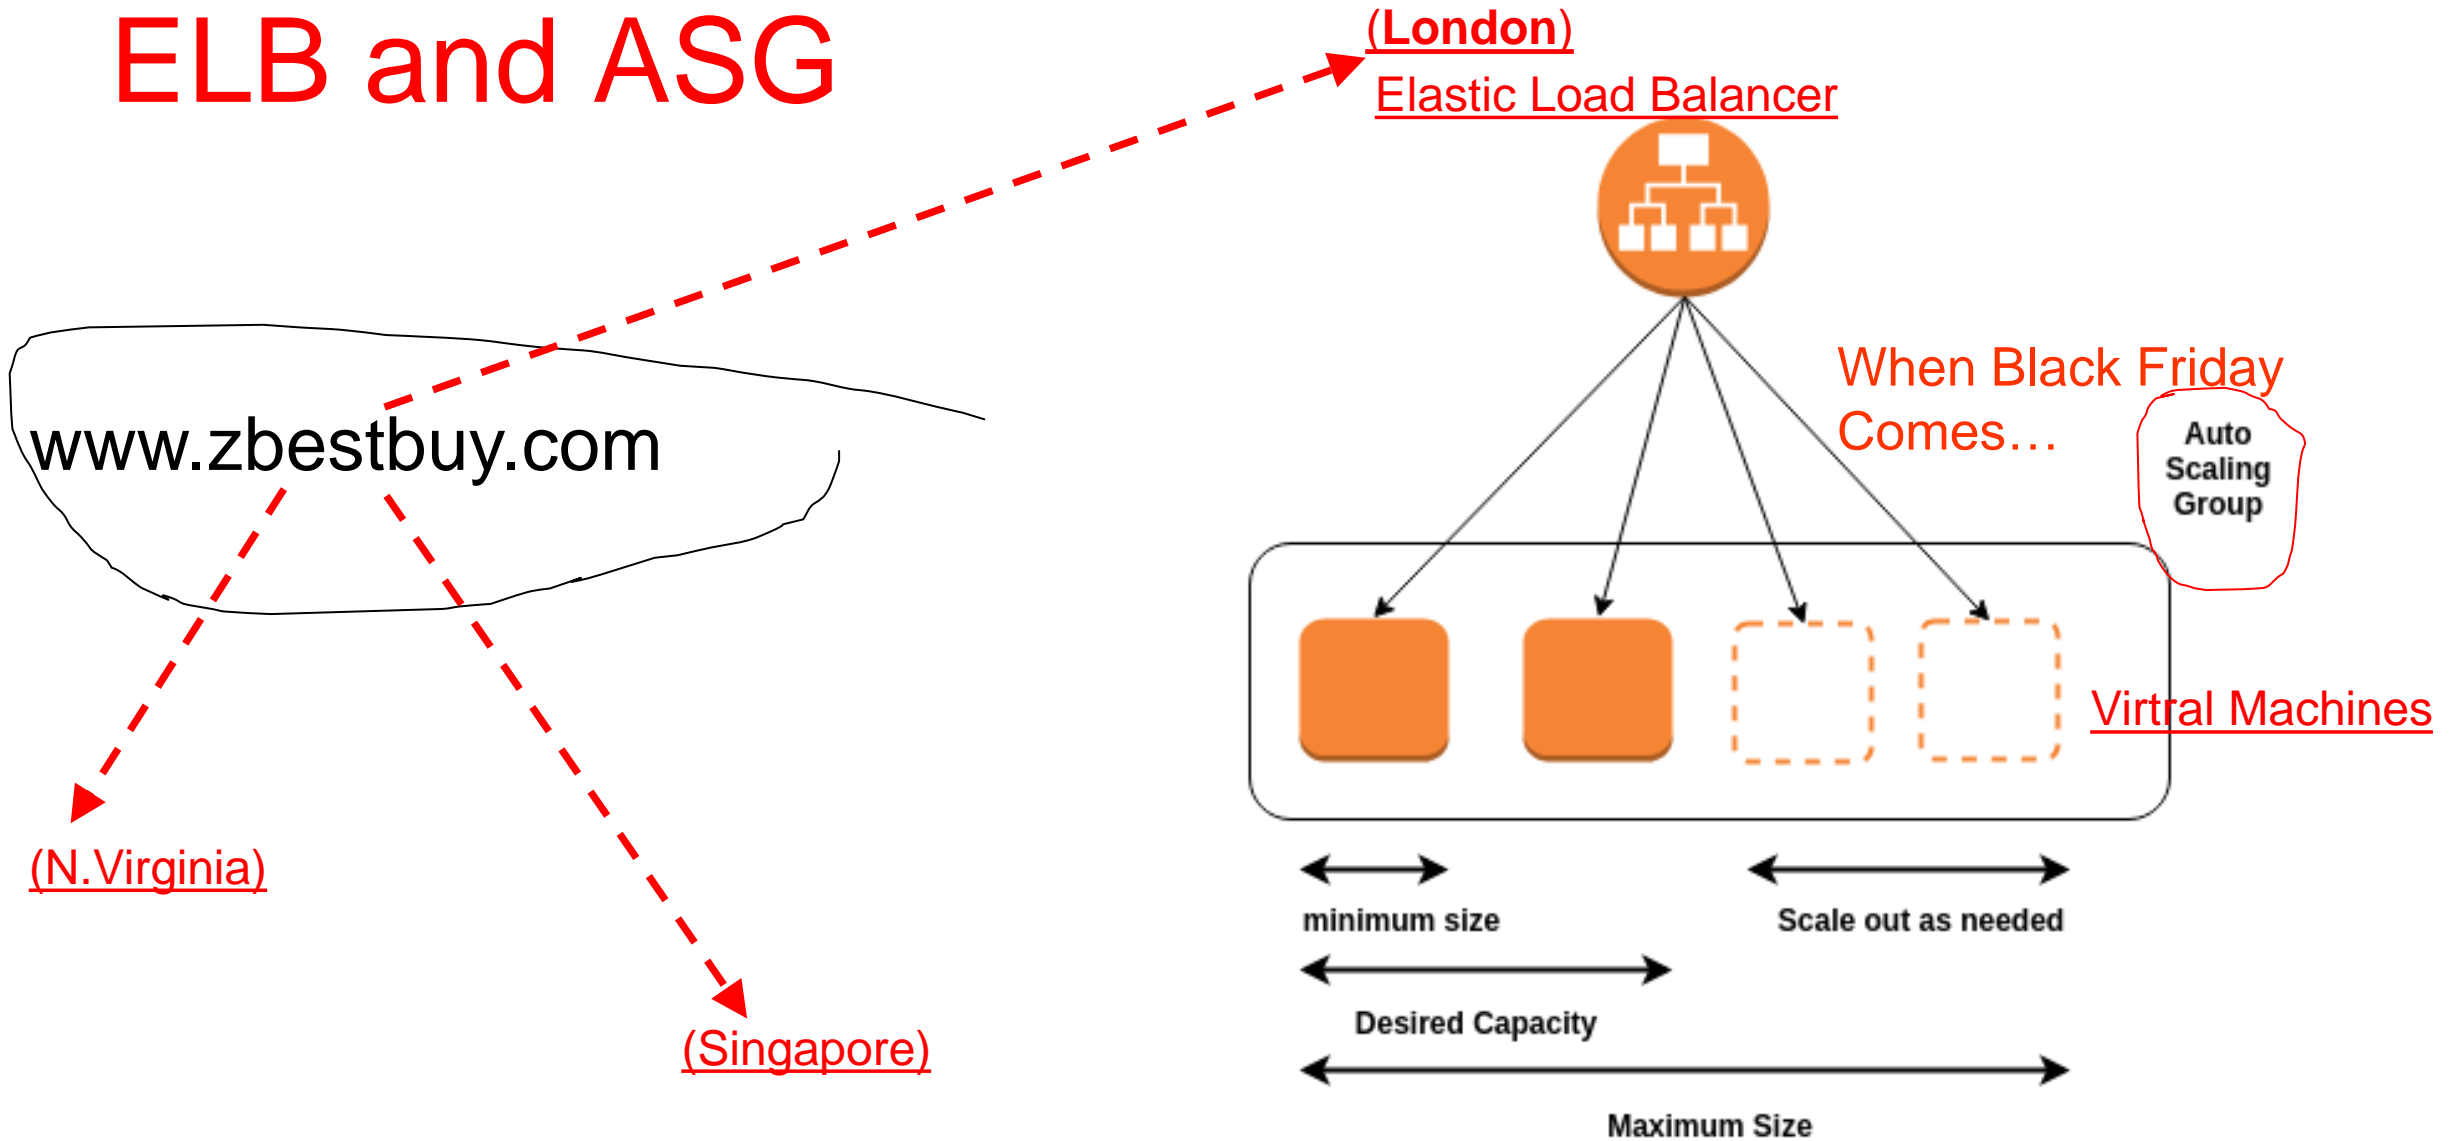 ELB and ASG
(London)
Elastic Load Balancer
www.zbestbuy.com
When Black Friday
Comes…
Auto
Scaling
Group
Virtral Machines
(N.Virginia)
(Singapore)
minimum size
Scale out as needed
Desired Capacity
Maximum Size